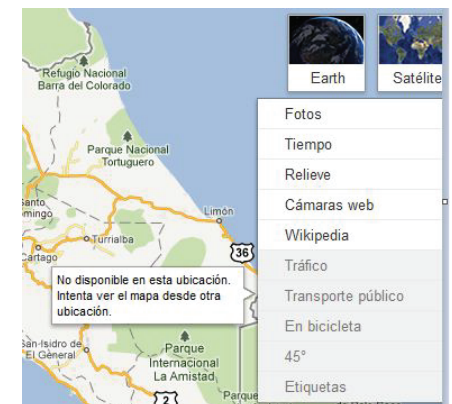 Refugio Nacional
Barra del Colorado
Earth
Satélite
Fotos
Tiempo
Parque Nacional
Tortuguero
Relieve
Cámaras web
Limón
Wikipedia
Turrialba
36
Cartago
Tráfico
No disponible en esta ubicación.
Intenta ver el mapa desde otra
ubicación.
Transporte público
En bicicleta
San-Isidro de
El General
Parque
Internacional
La Amistad
45°
Etiquetas
2
Parque